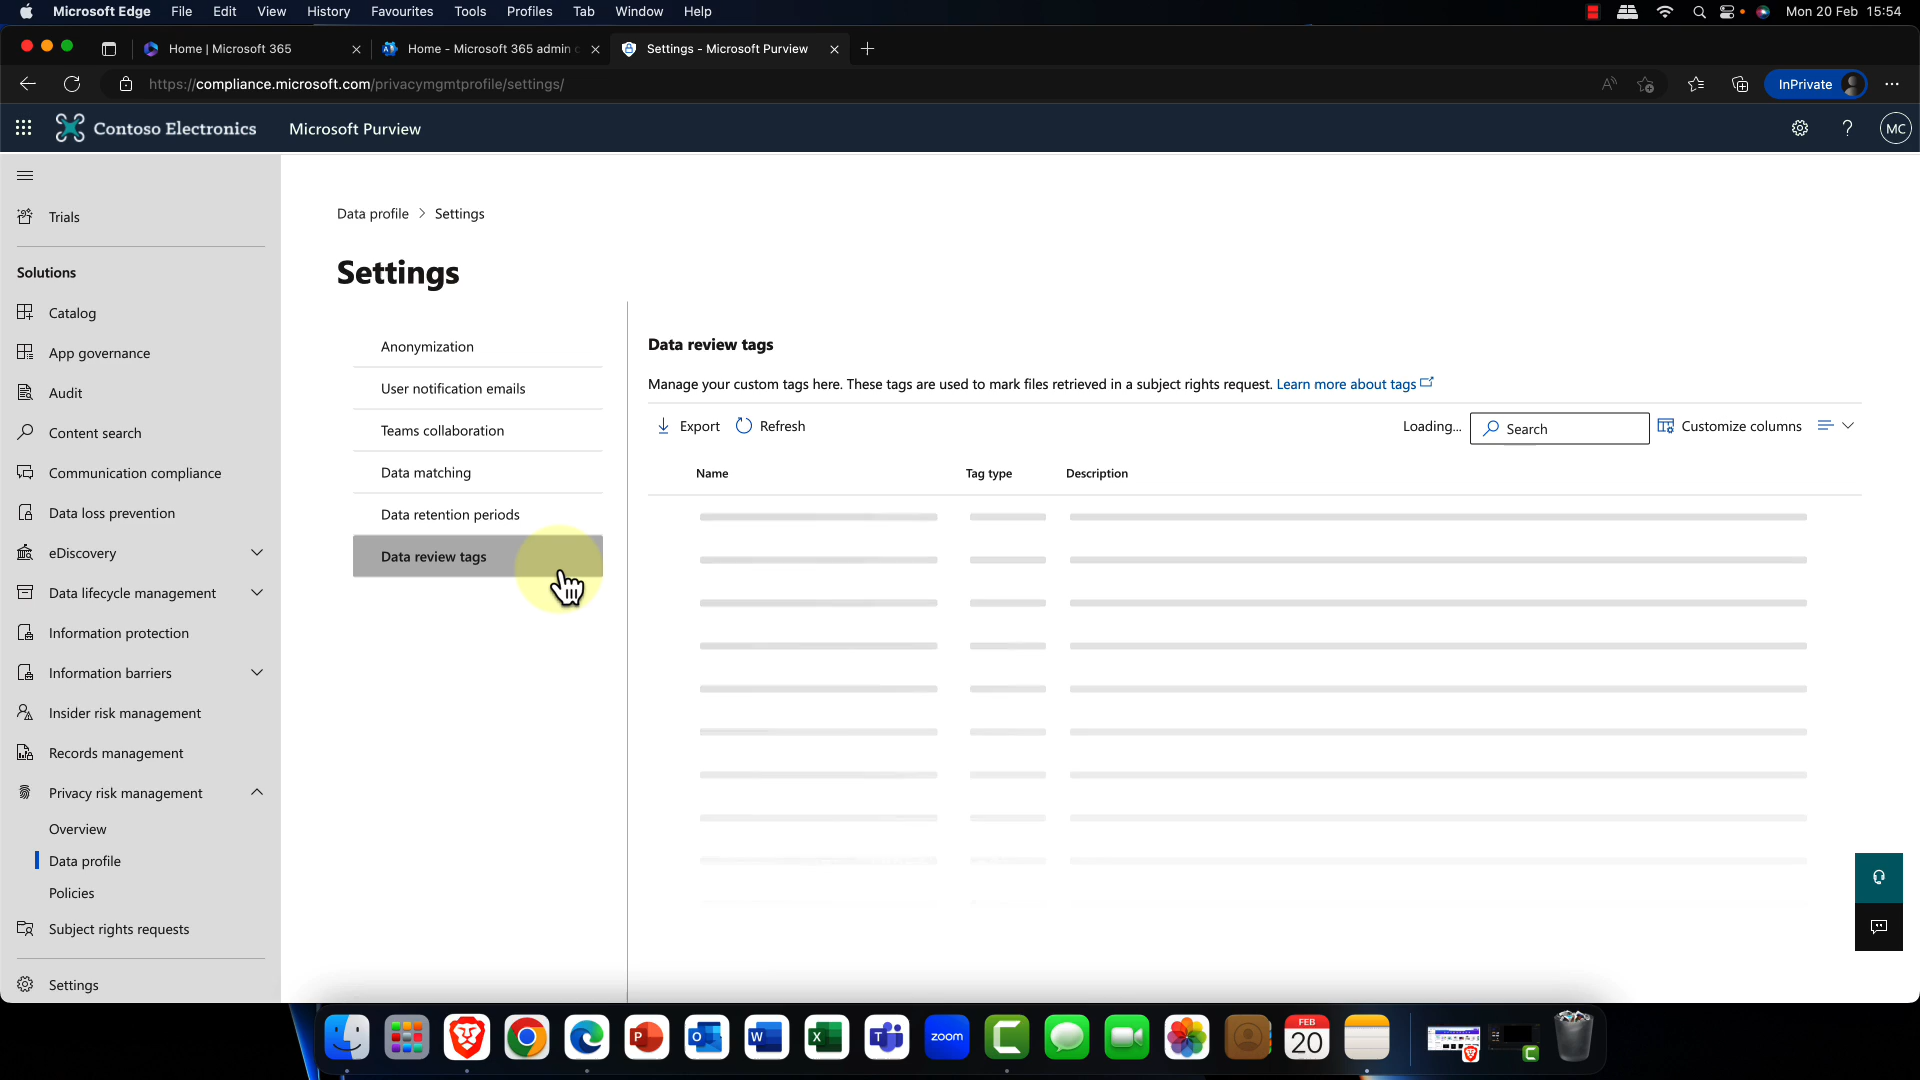 Microsoft Edge File Edit View History Favourites Tools Profiles Tab Window Help Mon 20 Feb 15:54
Home | Microsoft 365 Home - Microsoft 365 admin c Settings - Microsoft Purview
https://compliance.microsoft.com/privacymgmtprofile/settings/ InPrivate
Contoso Electronics Microsoft Purview MC
Trials
Solutions
Catalog
App governance
Audit
Content search
Communication compliance
Data loss prevention
eDiscovery
Data lifecycle management
Information protection
Information barriers
Insider risk management
Records management
Privacy risk management
Overview
Data profile
Policies
Subject rights requests
Settings
Data profile > Settings
Settings
Anonymization
User notification emails
Teams collaboration
Data matching
Data retention periods
Data review tags
Data review tags
Manage your custom tags here. These tags are used to mark files retrieved in a subject rights request. Learn more about tags
Export Refresh Loading... Search Customize columns
Name Tag type Description
zoom
FEB
20